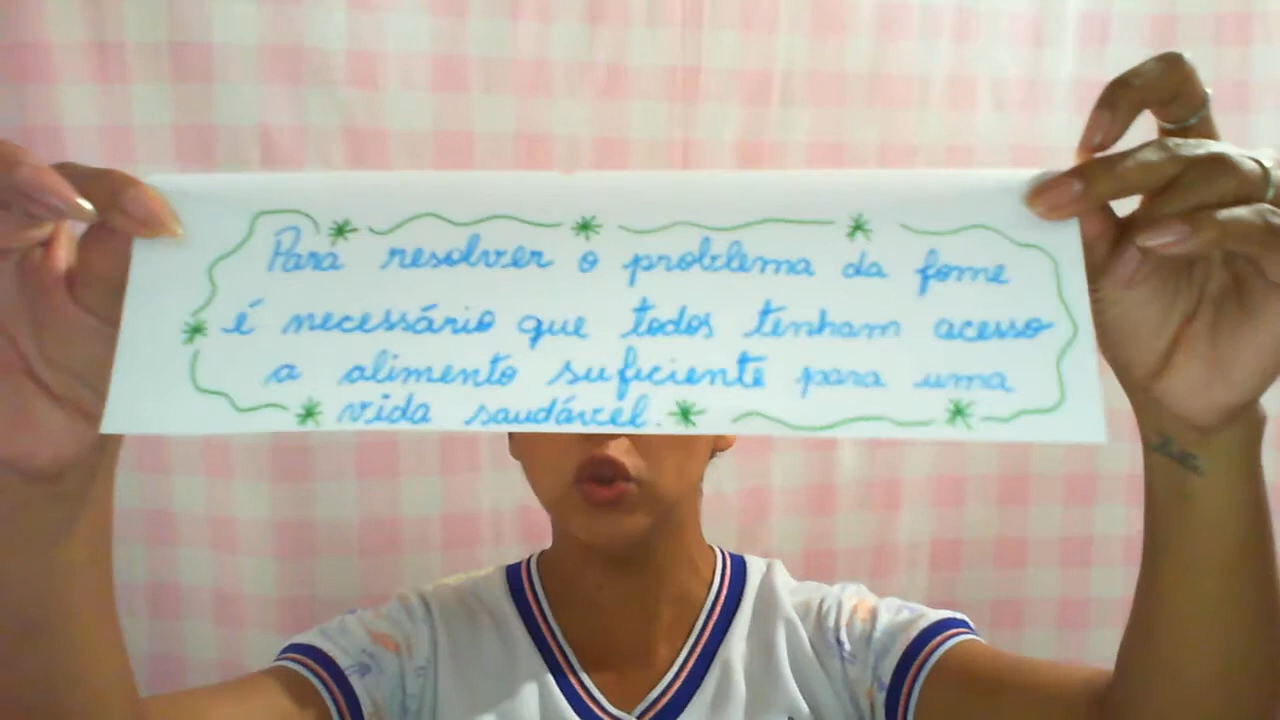 Para resolver o problema da fome
é necessário que todos tenham acesso
a alimento suficiente para uma
vida saudável.